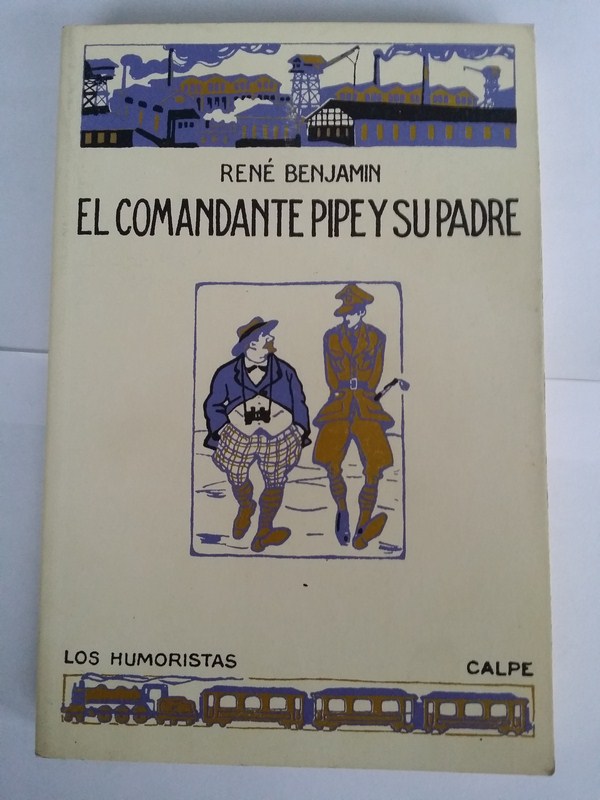 RENÉ BENJAMIN
EL COMANDANTE PIPE Y SU PADRE
LOS HUMORISTAS
CALPE